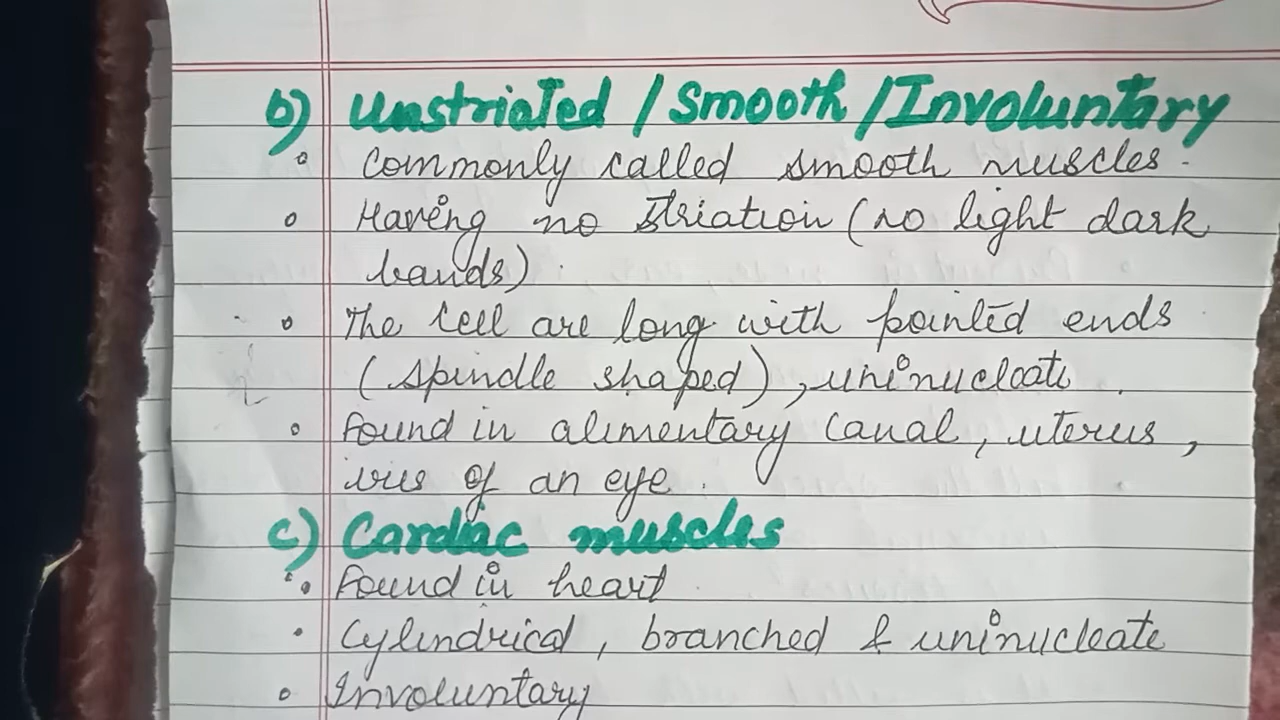 b) Unstriated / Smooth / Involuntary
Commonly called smooth muscles.
Having no striation (no light dark
bands).
The cell are long with pointed ends
(spindle shaped), uninucleate.
Found in alimentary canal, uterus,
iris of an eye.
c) Cardiac muscles
Found in heart
Cylindrical, branched & uninucleate
Involuntary